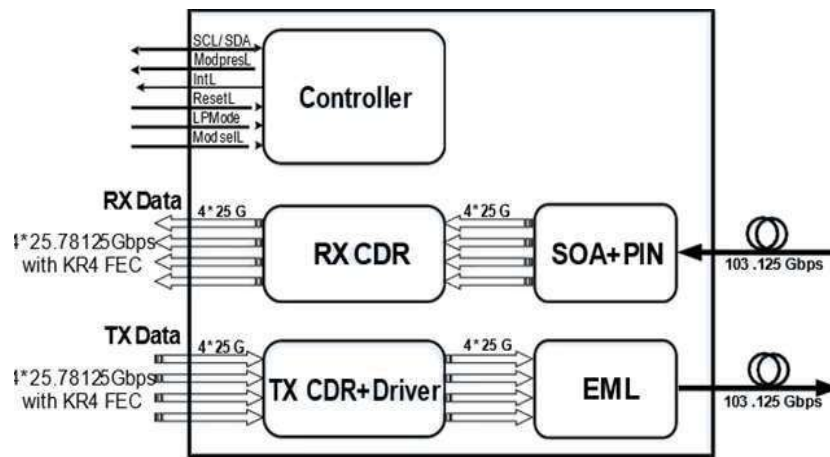 SCL/SDA
ModpresL
IntL
ResetL
LPMode
ModselL
Controller
RX Data
4*25.78125Gbps
with KR4 FEC
4*25 G
RX CDR
4*25 G
SOA+PIN
103 .125 Gbps
TX Data
4*25.78125Gbps
with KR4 FEC
4*25 G
TX CDR+Driver
4*25 G
EML
103.125 Gbps